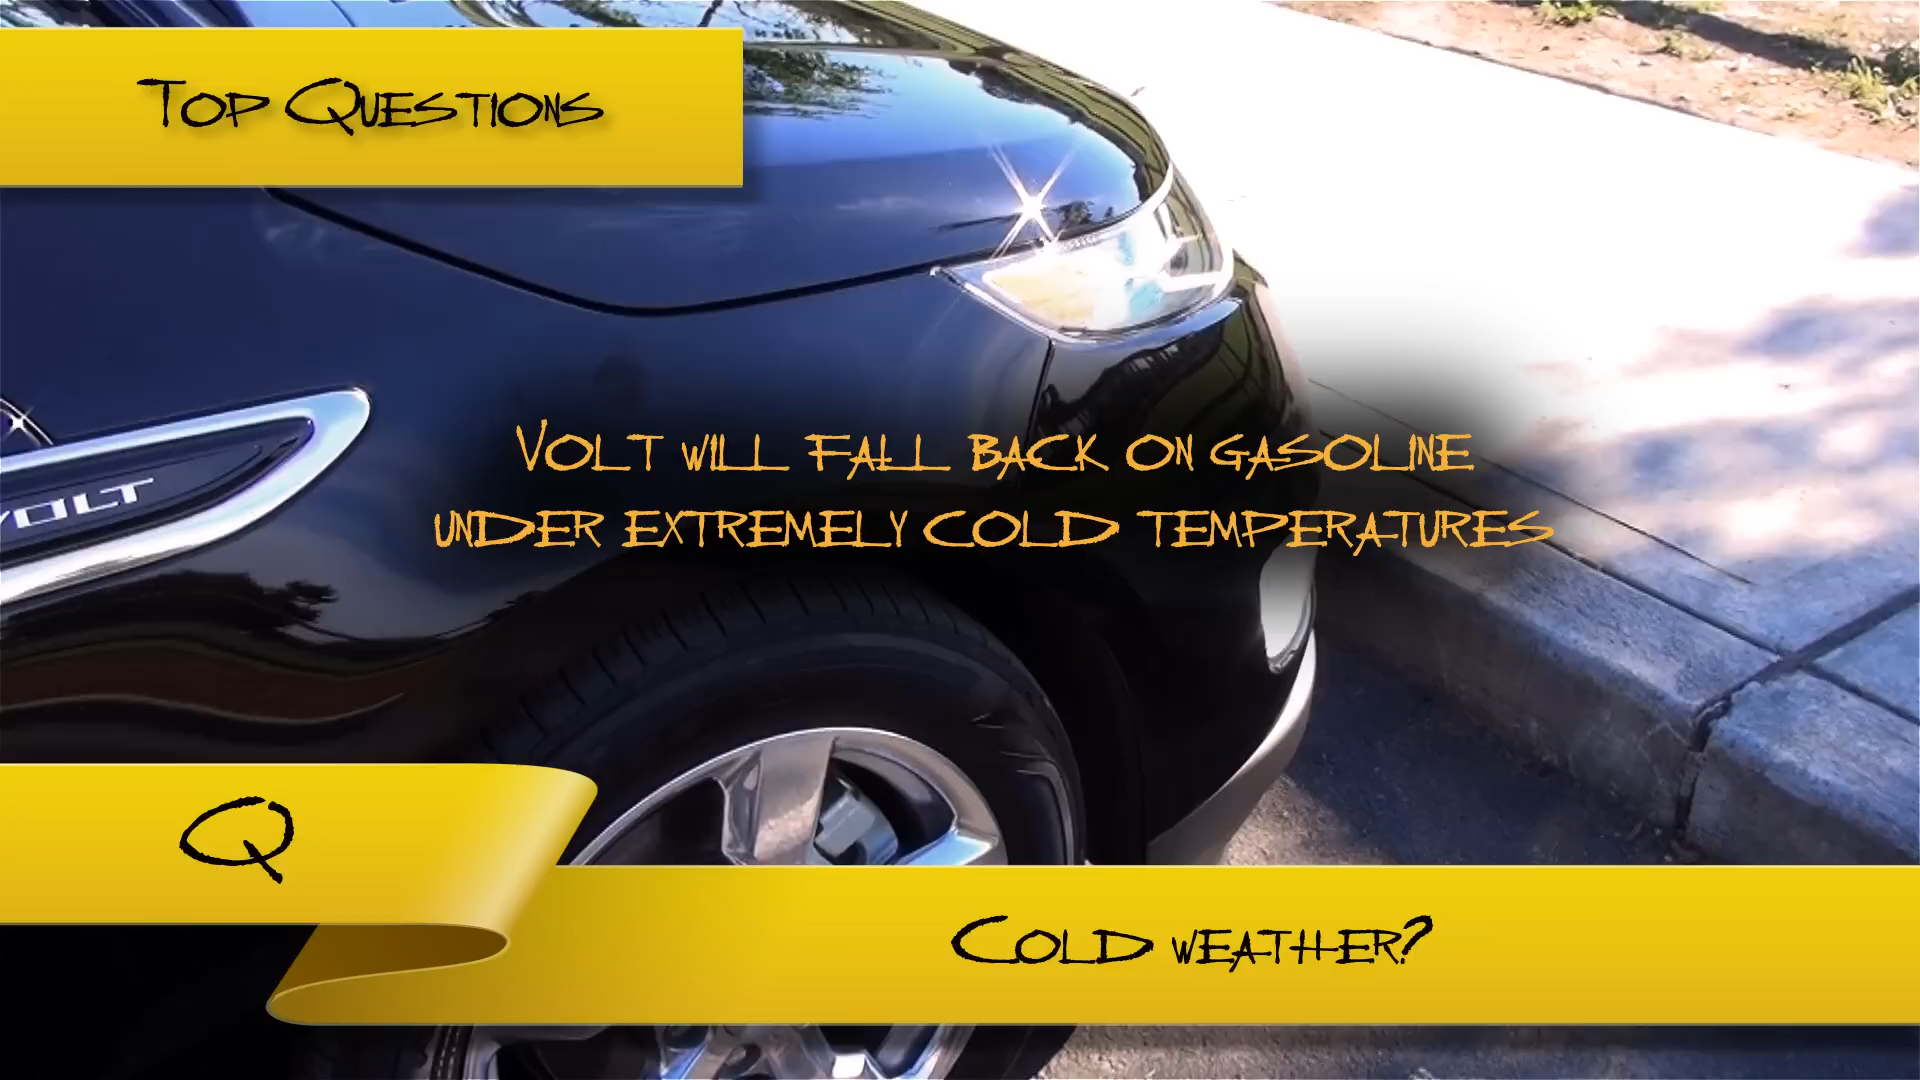 Top Questions
Volt will fall back on gasoline
under extremely cold temperatures
VOLT
Q
Cold weather?